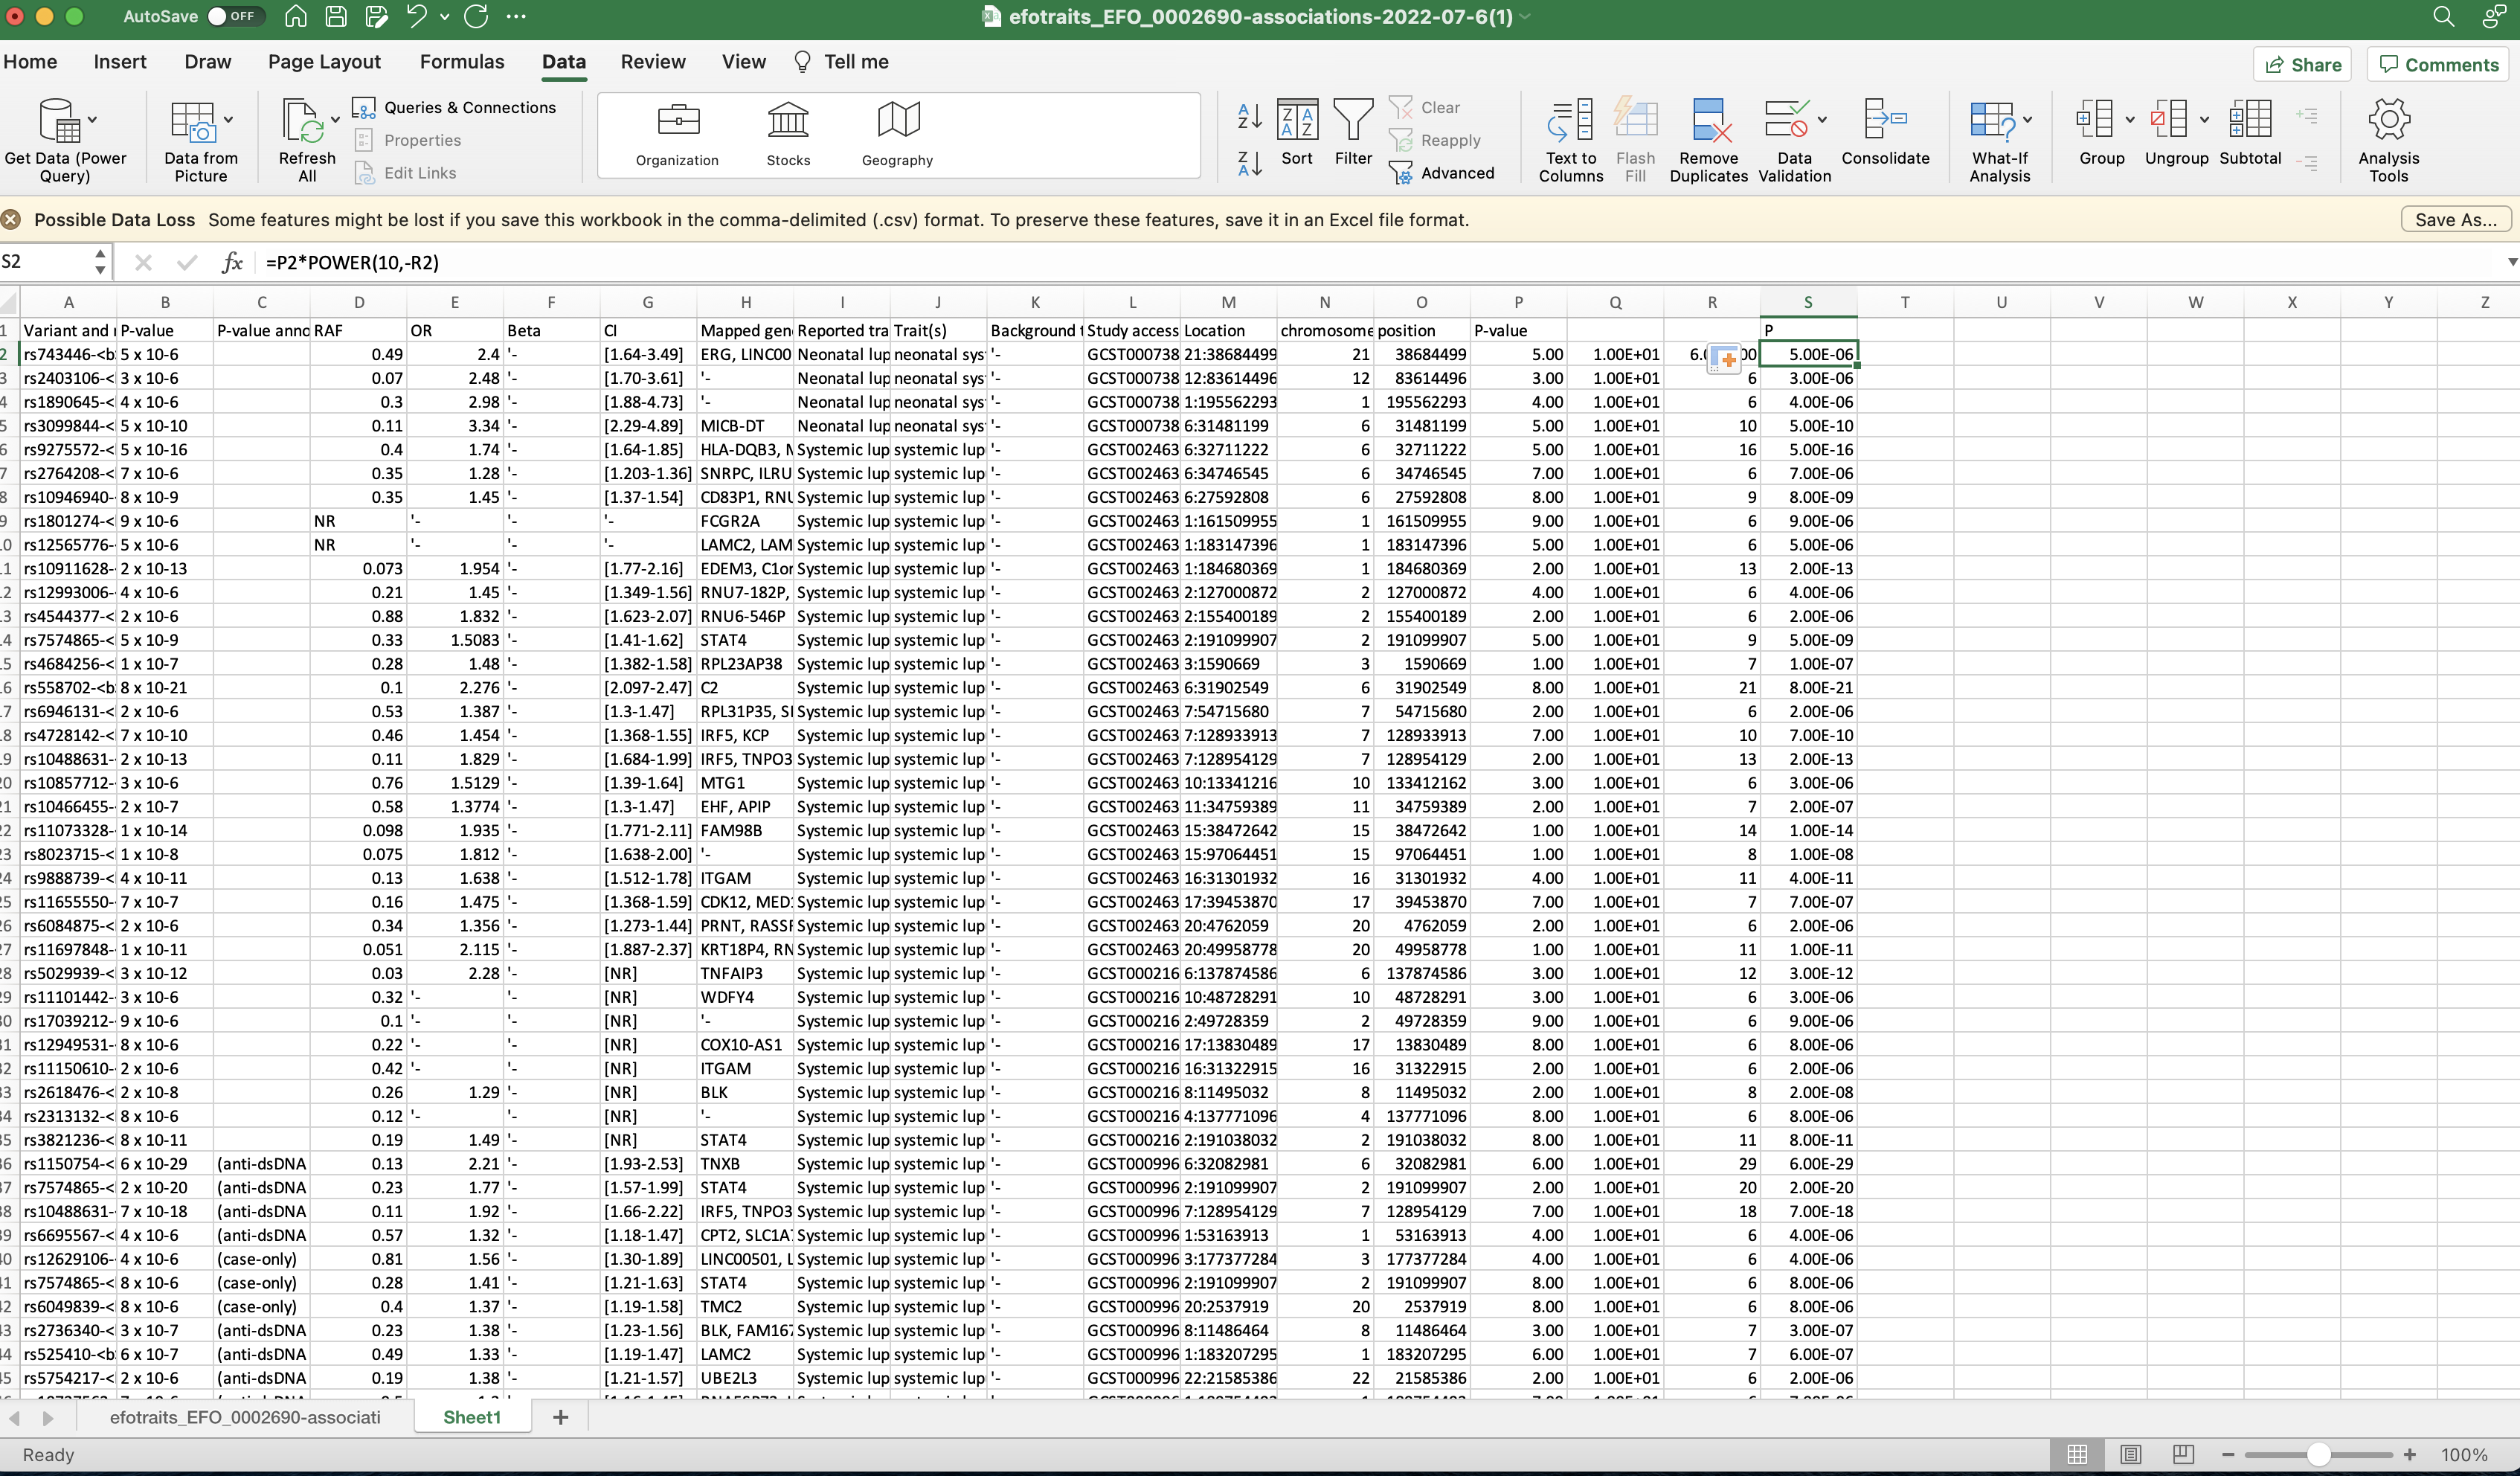 AutoSave OFF efotraits_EFO_0002690-associations-2022-07-6(1)
Home Insert Draw Page Layout Formulas Data Review View Tell me Share Comments
Get Data (Power Query) Data from Picture Refresh All Queries & Connections Properties Edit Links Organization Stocks Geography Sort Filter Clear Reapply Advanced Text to Columns Flash Fill Remove Duplicates Data Validation Consolidate What-If Analysis Group Ungroup Subtotal Analysis Tools
Possible Data Loss Some features might be lost if you save this workbook in the comma-delimited (.csv) format. To preserve these features, save it in an Excel file format. Save As...
S2 fx =P2*POWER(10,-R2)
A B C D E F G H I J K L M N O P Q R S T U V W X Y Z
1 Variant and P-value P-value anno RAF OR Beta CI Mapped gen Reported tra Trait(s) Background Study access Location chromosome position P-value P
2 rs743446-<b 5 x 10-6 0.49 2.4 '- [1.64-3.49] ERG, LINC00 Neonatal lup neonatal sys '- GCST000738 21:38684499 21 38684499 5.00 1.00E+01 5.00E-06
3 rs2403106-< 3 x 10-6 0.07 2.48 '- [1.70-3.61] '- Neonatal lup neonatal sys '- GCST000738 12:83614496 12 83614496 3.00 1.00E+01 6 3.00E-06
4 rs1890645-< 4 x 10-6 0.3 2.98 '- [1.88-4.73] '- Neonatal lup neonatal sys '- GCST000738 1:195562293 1 195562293 4.00 1.00E+01 6 4.00E-06
5 rs3099844-< 5 x 10-10 0.11 3.34 '- [2.29-4.89] MICB-DT Neonatal lup neonatal sys '- GCST000738 6:31481199 6 31481199 5.00 1.00E+01 10 5.00E-10
6 rs9275572-< 5 x 10-16 0.4 1.74 '- [1.64-1.85] HLA-DQB3, Systemic lup systemic lup '- GCST002463 6:32711222 6 32711222 5.00 1.00E+01 16 5.00E-16
7 rs2764208-< 7 x 10-6 0.35 1.28 '- [1.203-1.36] SNRPC, ILRU Systemic lup systemic lup '- GCST002463 6:34746545 6 34746545 7.00 1.00E+01 6 7.00E-06
8 rs10946940- 8 x 10-9 0.35 1.45 '- [1.37-1.54] CD83P1, RNU Systemic lup systemic lup '- GCST002463 6:27592808 6 27592808 8.00 1.00E+01 9 8.00E-09
9 rs1801274-< 9 x 10-6 NR '- '- '- FCGR2A Systemic lup systemic lup '- GCST002463 1:161509955 1 161509955 9.00 1.00E+01 6 9.00E-06
10 rs12565776- 5 x 10-6 NR '- '- '- LAMC2, LAM Systemic lup systemic lup '- GCST002463 1:183147396 1 183147396 5.00 1.00E+01 6 5.00E-06
11 rs10911628- 2 x 10-13 0.073 1.954 '- [1.77-2.16] EDEM3, C1or Systemic lup systemic lup '- GCST002463 1:184680369 1 184680369 2.00 1.00E+01 13 2.00E-13
12 rs12993006- 4 x 10-6 0.21 1.45 '- [1.349-1.56] RNU7-182P, Systemic lup systemic lup '- GCST002463 2:127000872 2 127000872 4.00 1.00E+01 6 4.00E-06
13 rs4544377-< 2 x 10-6 0.88 1.832 '- [1.623-2.07] RNU6-546P Systemic lup systemic lup '- GCST002463 2:155400189 2 155400189 2.00 1.00E+01 6 2.00E-06
14 rs7574865-< 5 x 10-9 0.33 1.5083 '- [1.41-1.62] STAT4 Systemic lup systemic lup '- GCST002463 2:191099907 2 191099907 5.00 1.00E+01 9 5.00E-09
15 rs4684256-< 1 x 10-7 0.28 1.48 '- [1.382-1.58] RPL23AP38 Systemic lup systemic lup '- GCST002463 3:1590669 3 1590669 1.00 1.00E+01 7 1.00E-07
16 rs558702-<b 8 x 10-21 0.1 2.276 '- [2.097-2.47] C2 Systemic lup systemic lup '- GCST002463 6:31902549 6 31902549 8.00 1.00E+01 21 8.00E-21
17 rs6946131-< 2 x 10-6 0.53 1.387 '- [1.3-1.47] RPL31P35, Systemic lup systemic lup '- GCST002463 7:54715680 7 54715680 2.00 1.00E+01 6 2.00E-06
18 rs4728142-< 7 x 10-10 0.46 1.454 '- [1.368-1.55] IRF5, KCP Systemic lup systemic lup '- GCST002463 7:128933913 7 128933913 7.00 1.00E+01 10 7.00E-10
19 rs10488631- 2 x 10-13 0.11 1.829 '- [1.684-1.99] IRF5, TNPO3 Systemic lup systemic lup '- GCST002463 7:128954129 7 128954129 2.00 1.00E+01 13 2.00E-13
20 rs10857712- 3 x 10-6 0.76 1.5129 '- [1.39-1.64] MTG1 Systemic lup systemic lup '- GCST002463 10:13341216 10 133412162 3.00 1.00E+01 6 3.00E-06
21 rs10466455- 2 x 10-7 0.58 1.3774 '- [1.3-1.47] EHF, APIP Systemic lup systemic lup '- GCST002463 11:34759389 11 34759389 2.00 1.00E+01 7 2.00E-07
22 rs11073328- 1 x 10-14 0.098 1.935 '- [1.771-2.11] FAM98B Systemic lup systemic lup '- GCST002463 15:38472642 15 38472642 1.00 1.00E+01 14 1.00E-14
23 rs8023715-< 1 x 10-8 0.075 1.812 '- [1.638-2.00] '- Systemic lup systemic lup '- GCST002463 15:97064451 15 97064451 1.00 1.00E+01 8 1.00E-08
24 rs9888739-< 4 x 10-11 0.13 1.638 '- [1.512-1.78] ITGAM Systemic lup systemic lup '- GCST002463 16:31301932 16 31301932 4.00 1.00E+01 11 4.00E-11
25 rs11655550- 7 x 10-7 0.16 1.475 '- [1.368-1.59] CDK12, MED Systemic lup systemic lup '- GCST002463 17:39453870 17 39453870 7.00 1.00E+01 7 7.00E-07
26 rs6084875-< 2 x 10-6 0.34 1.356 '- [1.273-1.44] PRNT, RASSF Systemic lup systemic lup '- GCST002463 20:4762059 20 4762059 2.00 1.00E+01 6 2.00E-06
27 rs11697848- 1 x 10-11 0.051 2.115 '- [1.887-2.37] KRT18P4, RN Systemic lup systemic lup '- GCST002463 20:49958778 20 49958778 1.00 1.00E+01 11 1.00E-11
28 rs5029939-< 3 x 10-12 0.03 2.28 '- [NR] TNFAIP3 Systemic lup systemic lup '- GCST000216 6:137874586 6 137874586 3.00 1.00E+01 12 3.00E-12
29 rs11101442- 3 x 10-6 0.32 '- '- [NR] WDFY4 Systemic lup systemic lup '- GCST000216 10:48728291 10 48728291 3.00 1.00E+01 6 3.00E-06
30 rs17039212- 9 x 10-6 0.1 '- '- [NR] '- Systemic lup systemic lup '- GCST000216 2:49728359 2 49728359 9.00 1.00E+01 6 9.00E-06
31 rs12949531- 8 x 10-6 0.22 '- '- [NR] COX10-AS1 Systemic lup systemic lup '- GCST000216 17:13830489 17 13830489 8.00 1.00E+01 6 8.00E-06
32 rs11150610- 2 x 10-6 0.42 '- '- [NR] ITGAM Systemic lup systemic lup '- GCST000216 16:31322915 16 31322915 2.00 1.00E+01 6 2.00E-06
33 rs2618476-< 2 x 10-8 0.26 1.29 '- [NR] BLK Systemic lup systemic lup '- GCST000216 8:11495032 8 11495032 2.00 1.00E+01 8 2.00E-08
34 rs2313132-< 8 x 10-6 0.12 '- '- [NR] '- Systemic lup systemic lup '- GCST000216 4:137771096 4 137771096 8.00 1.00E+01 6 8.00E-06
35 rs3821236-< 8 x 10-11 0.19 1.49 '- [NR] STAT4 Systemic lup systemic lup '- GCST000216 2:191038032 2 191038032 8.00 1.00E+01 11 8.00E-11
36 rs1150754-< 6 x 10-29 (anti-dsDNA 0.13 2.21 '- [1.93-2.53] TNXB Systemic lup systemic lup '- GCST000996 6:32082981 6 32082981 6.00 1.00E+01 29 6.00E-29
37 rs7574865-< 2 x 10-20 (anti-dsDNA 0.23 1.77 '- [1.57-1.99] STAT4 Systemic lup systemic lup '- GCST000996 2:191099907 2 191099907 2.00 1.00E+01 20 2.00E-20
38 rs10488631- 7 x 10-18 (anti-dsDNA 0.11 1.92 '- [1.66-2.22] IRF5, TNPO3 Systemic lup systemic lup '- GCST000996 7:128954129 7 128954129 7.00 1.00E+01 18 7.00E-18
39 rs6695567-< 4 x 10-6 (anti-dsDNA 0.57 1.32 '- [1.18-1.47] CPT2, SLC1A Systemic lup systemic lup '- GCST000996 1:53163913 1 53163913 4.00 1.00E+01 6 4.00E-06
40 rs12629106- 4 x 10-6 (case-only) 0.81 1.56 '- [1.30-1.89] LINC00501, L Systemic lup systemic lup '- GCST000996 3:177377284 3 177377284 4.00 1.00E+01 6 4.00E-06
41 rs7574865-< 8 x 10-6 (case-only) 0.28 1.41 '- [1.21-1.63] STAT4 Systemic lup systemic lup '- GCST000996 2:191099907 2 191099907 8.00 1.00E+01 6 8.00E-06
42 rs6049839-< 8 x 10-6 (case-only) 0.4 1.37 '- [1.19-1.58] TMC2 Systemic lup systemic lup '- GCST000996 20:2537919 20 2537919 8.00 1.00E+01 6 8.00E-06
43 rs2736340-< 3 x 10-7 (anti-dsDNA 0.23 1.38 '- [1.23-1.56] BLK, FAM167 Systemic lup systemic lup '- GCST000996 8:11486464 8 11486464 3.00 1.00E+01 7 3.00E-07
44 rs525410-<b 6 x 10-7 (anti-dsDNA 0.49 1.33 '- [1.19-1.47] LAMC2 Systemic lup systemic lup '- GCST000996 1:183207295 1 183207295 6.00 1.00E+01 7 6.00E-07
45 rs5754217-< 2 x 10-6 (anti-dsDNA 0.19 1.38 '- [1.21-1.57] UBE2L3 Systemic lup systemic lup '- GCST000996 22:21585386 22 21585386 2.00 1.00E+01 6 2.00E-06
efotraits_EFO_0002690-associati Sheet1
Ready 100%